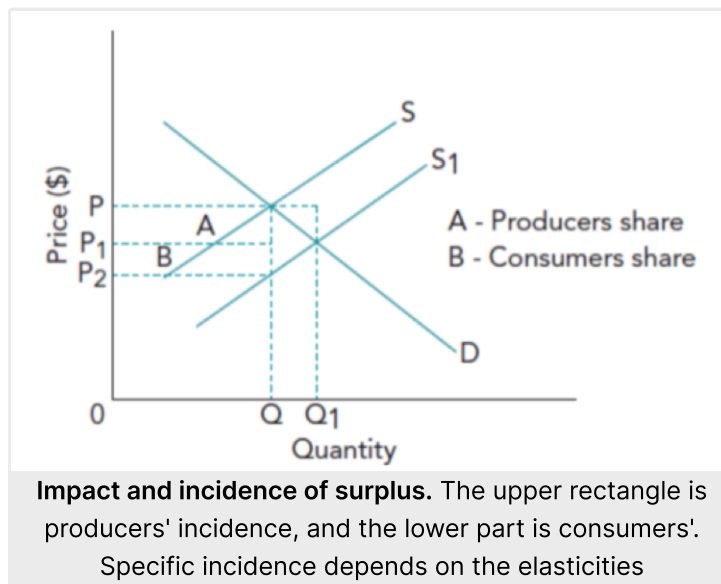 S
S1
P
A
A - Producers share
P1
B
B - Consumers share
P2
Price ($)
D
0
Q Q1
Quantity
Impact and incidence of surplus. The upper rectangle is
producers' incidence, and the lower part is consumers'.
Specific incidence depends on the elasticities